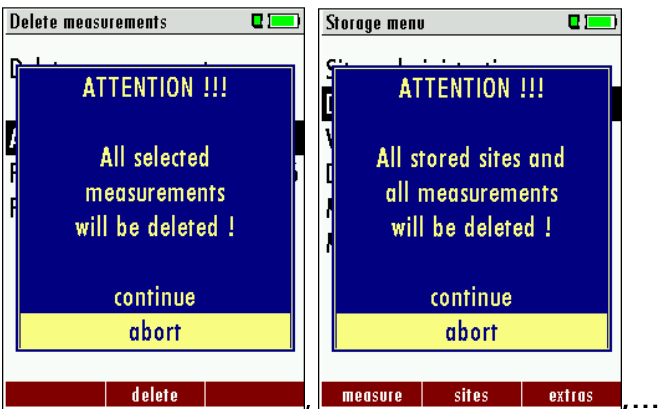 Delete measurements
ATTENTION !!!
All selected
measurements
will be deleted !
continue
abort
delete
,
Storage menu
ATTENTION !!!
All stored sites and
all measurements
will be deleted !
continue
abort
measure sites extras
,...